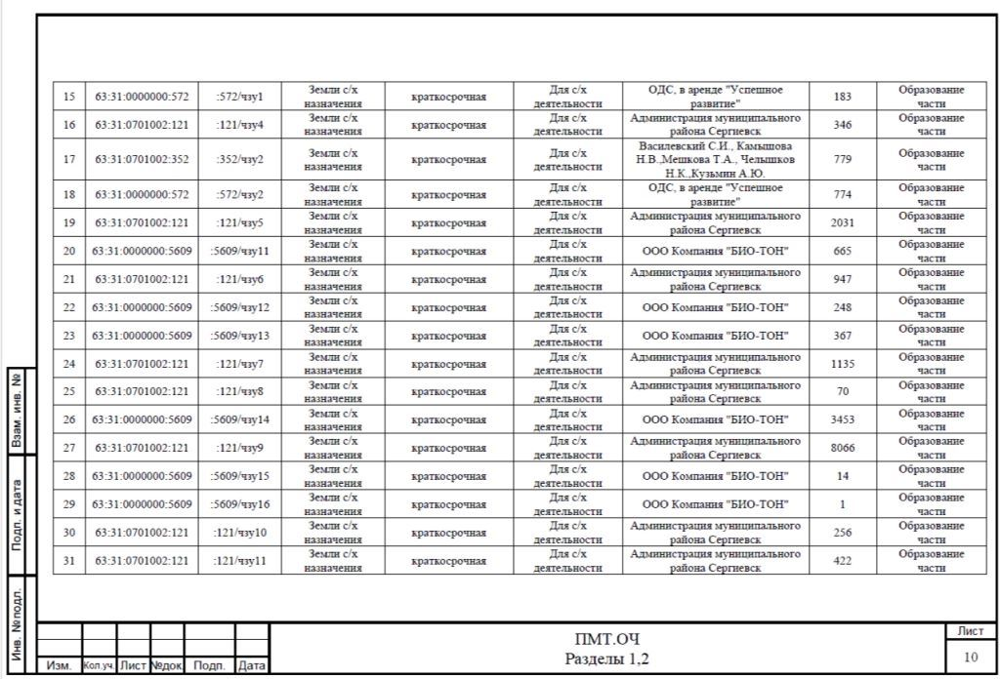 15 63:31:0000000:572 :572/чзу1 Земли с/х назначения краткосрочная Для с/х деятельности ОДС, в аренде "Успешное развитие" 183 Образование части
16 63:31:0701002:121 :121/чзу4 Земли с/х назначения краткосрочная Для с/х деятельности Администрация муниципального района Сергиевск 346 Образование части
17 63:31:0701002:352 :352/чзу2 Земли с/х назначения краткосрочная Для с/х деятельности Василевский С.И., Камышова Н.В.,Мешкова Т.А., Челышков Н.К.,Кузьмин А.Ю. 779 Образование части
18 63:31:0000000:572 :572/чзу2 Земли с/х назначения краткосрочная Для с/х деятельности ОДС, в аренде "Успешное развитие" 774 Образование части
19 63:31:0701002:121 :121/чзу5 Земли с/х назначения краткосрочная Для с/х деятельности Администрация муниципального района Сергиевск 2031 Образование части
20 63:31:0000000:5609 :5609/чзу11 Земли с/х назначения краткосрочная Для с/х деятельности ООО Компания "БИО-ТОН" 665 Образование части
21 63:31:0701002:121 :121/чзу6 Земли с/х назначения краткосрочная Для с/х деятельности Администрация муниципального района Сергиевск 947 Образование части
22 63:31:0000000:5609 :5609/чзу12 Земли с/х назначения краткосрочная Для с/х деятельности ООО Компания "БИО-ТОН" 248 Образование части
23 63:31:0000000:5609 :5609/чзу13 Земли с/х назначения краткосрочная Для с/х деятельности ООО Компания "БИО-ТОН" 367 Образование части
24 63:31:0701002:121 :121/чзу7 Земли с/х назначения краткосрочная Для с/х деятельности Администрация муниципального района Сергиевск 1135 Образование части
25 63:31:0701002:121 :121/чзу8 Земли с/х назначения краткосрочная Для с/х деятельности Администрация муниципального района Сергиевск 70 Образование части
26 63:31:0000000:5609 :5609/чзу14 Земли с/х назначения краткосрочная Для с/х деятельности ООО Компания "БИО-ТОН" 3453 Образование части
27 63:31:0701002:121 :121/чзу9 Земли с/х назначения краткосрочная Для с/х деятельности Администрация муниципального района Сергиевск 8066 Образование части
28 63:31:0000000:5609 :5609/чзу15 Земли с/х назначения краткосрочная Для с/х деятельности ООО Компания "БИО-ТОН" 14 Образование части
29 63:31:0000000:5609 :5609/чзу16 Земли с/х назначения краткосрочная Для с/х деятельности ООО Компания "БИО-ТОН" 1 Образование части
30 63:31:0701002:121 :121/чзу10 Земли с/х назначения краткосрочная Для с/х деятельности Администрация муниципального района Сергиевск 256 Образование части
31 63:31:0701002:121 :121/чзу11 Земли с/х назначения краткосрочная Для с/х деятельности Администрация муниципального района Сергиевск 422 Образование части
Взам. инв. №
Подп. и дата
Инв. №подл.
Изм. Кол.уч. Лист №док Подп. Дата
ПМТ.ОЧ
Разделы 1,2
Лист
10